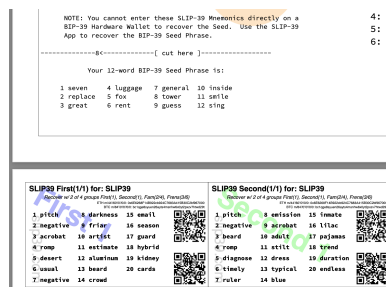 NOTE: You cannot enter these SLIP-39 Mnemonics directly on a
BIP-39 Hardware Wallet to recover the Seed. Use the SLIP-39
App to recover the BIP-39 Seed Phrase.
4:
5:
6:
--------------8<-------------[ cut here ]------------------
Your 12-word BIP-39 Seed Phrase is:
1 seven 4 luggage 7 general 10 inside
2 replace 5 fox 8 tower 11 smile
3 great 6 rent 9 guess 12 sing
SLIP39 First(1/1) for: SLIP39
Recover w/ 2 of 4 groups First(1), Second(1), Fam(2/4), Frens(3/6)
1 pitch 8 darkness 15 email
2 negative 9 friar 16 season
3 acrobat 10 artist 17 guard
4 romp 11 estimate 18 hybrid
5 desert 12 aluminum 19 kidney
6 usual 13 beard 20 cards
7 negative 14 crowd
First
SLIP39 Second(1/1) for: SLIP39
Recover w/ 2 of 4 groups First(1), Second(1), Fam(2/4), Frens(3/6)
1 pitch 8 emission 15 inmate
2 negative 9 acrobat 16 lilac
3 beard 10 adult 17 pajamas
4 romp 11 stilt 18 trend
5 diagnose 12 dress 19 duration
6 timely 13 typical 20 endless
7 ruler 14 blue
Second